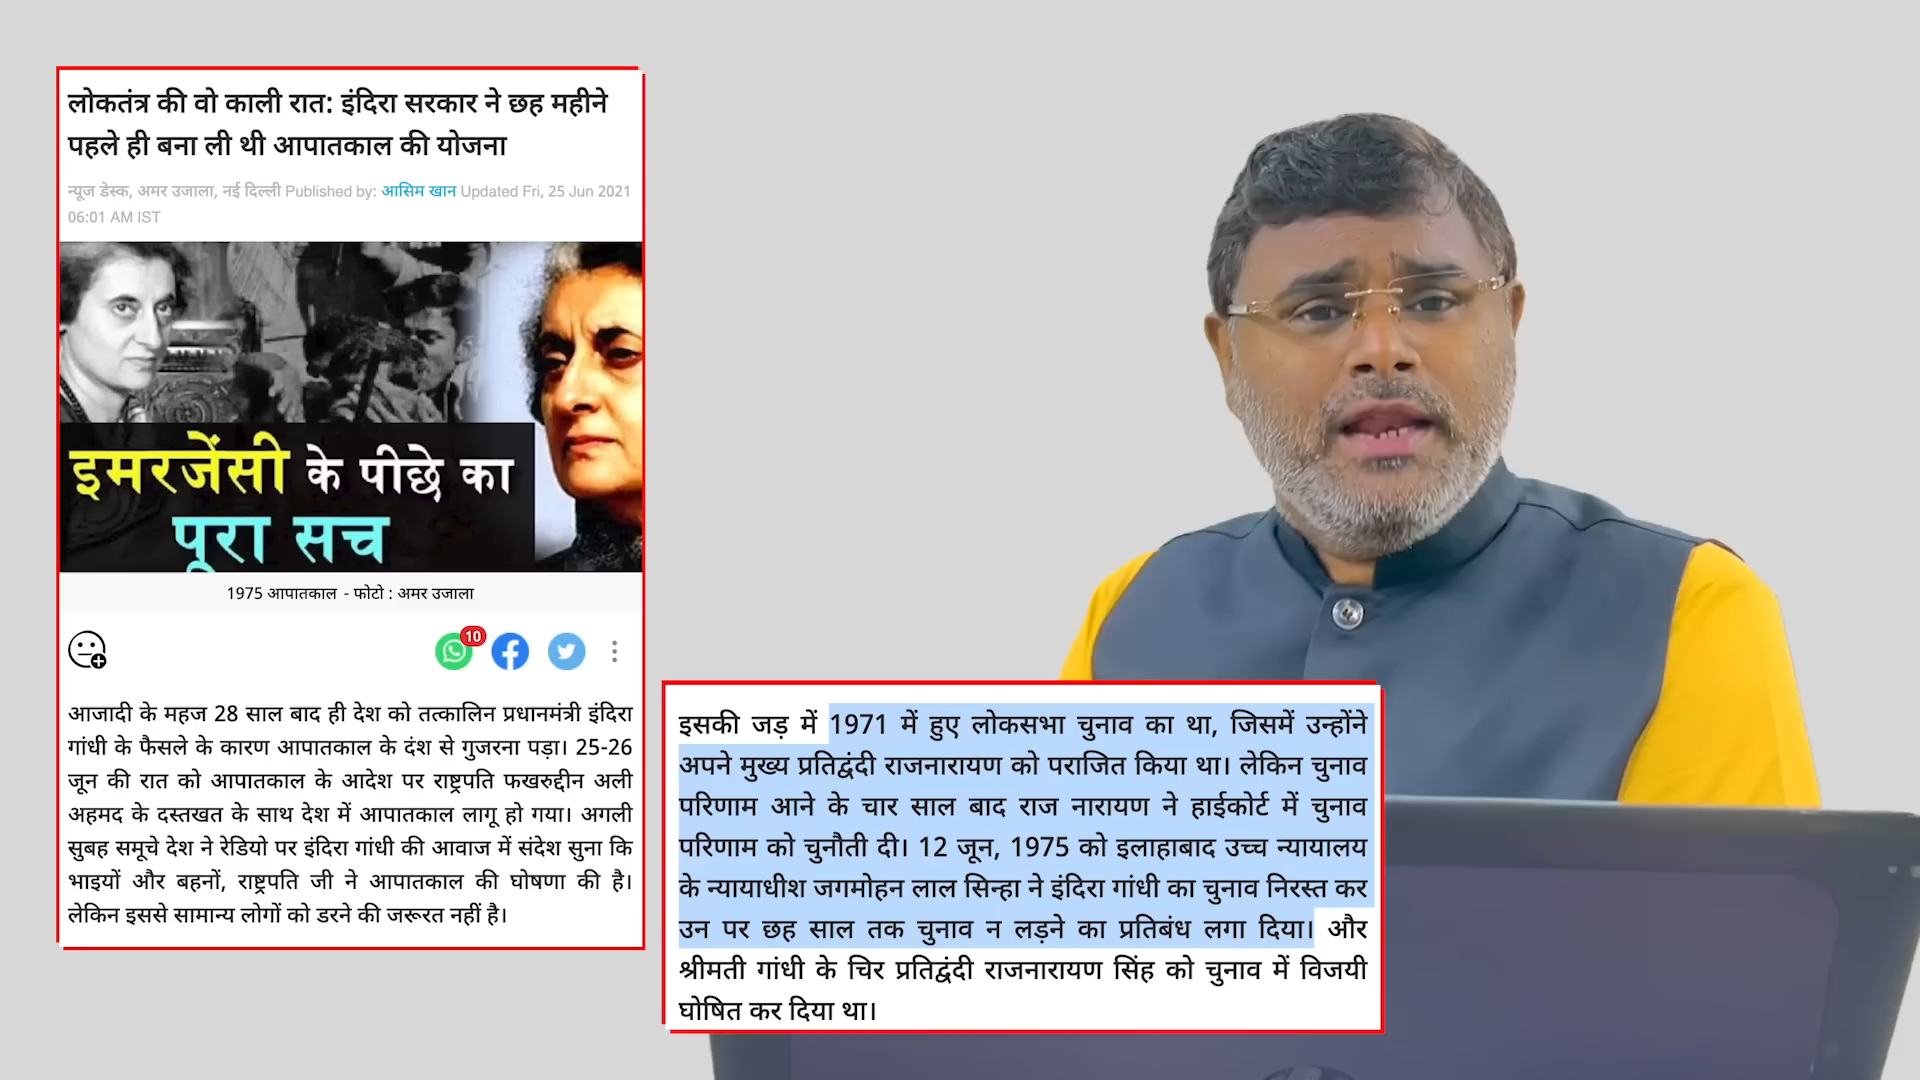 लोकतंत्र की वो काली रात: इंदिरा सरकार ने छह महीने
पहले ही बना ली थी आपातकाल की योजना
न्यूज डेस्क, अमर उजाला, नई दिल्ली Published by: आसिम खान Updated Fri, 25 Jun 2021
06:01 AM IST
इमरजेंसी के पीछे का
पूरा सच
1975 आपातकाल - फोटो : अमर उजाला
10
आजादी के महज 28 साल बाद ही देश को तत्कालिन प्रधानमंत्री इंदिरा
गांधी के फैसले के कारण आपातकाल के दंश से गुजरना पड़ा। 25-26
जून की रात को आपातकाल के आदेश पर राष्ट्रपति फखरुद्दीन अली
अहमद के दस्तखत के साथ देश में आपातकाल लागू हो गया। अगली
सुबह समूचे देश ने रेडियो पर इंदिरा गांधी की आवाज में संदेश सुना कि
भाइयों और बहनों, राष्ट्रपति जी ने आपातकाल की घोषणा की है।
लेकिन इससे सामान्य लोगों को डरने की जरूरत नहीं है।
इसकी जड़ में 1971 में हुए लोकसभा चुनाव का था, जिसमें उन्होंने
अपने मुख्य प्रतिद्वंदी राजनारायण को पराजित किया था। लेकिन चुनाव
परिणाम आने के चार साल बाद राज नारायण ने हाईकोर्ट में चुनाव
परिणाम को चुनौती दी। 12 जून, 1975 को इलाहाबाद उच्च न्यायालय
के न्यायाधीश जगमोहन लाल सिन्हा ने इंदिरा गांधी का चुनाव निरस्त कर
उन पर छह साल तक चुनाव न लड़ने का प्रतिबंध लगा दिया। और
श्रीमती गांधी के चिर प्रतिद्वंदी राजनारायण सिंह को चुनाव में विजयी
घोषित कर दिया था।